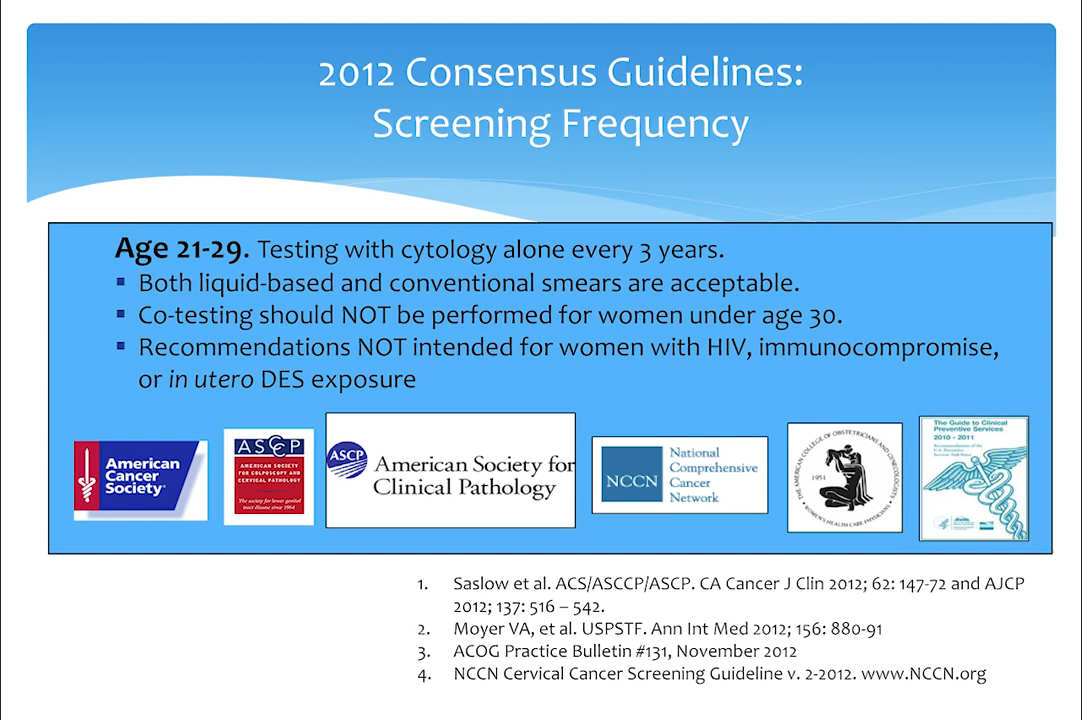 2012 Consensus Guidelines:
Screening Frequency
Age 21-29. Testing with cytology alone every 3 years.
▪ Both liquid-based and conventional smears are acceptable.
▪ Co-testing should NOT be performed for women under age 30.
▪ Recommendations NOT intended for women with HIV, immunocompromise,
or in utero DES exposure
American
Cancer
Society
ASCCP
AMERICAN SOCIETY
FOR COLPOSCOPY AND
CERVICAL PATHOLOGY
The society for lower genital
tract disease since 1964
ASCP
American Society for
Clinical Pathology
NCCN
National
Comprehensive
Cancer
Network
THE AMERICAN COLLEGE OF OBSTETRICIANS AND GYNECOLOGISTS
1951
WOMEN'S HEALTH CARE PHYSICIANS
The Guide to Clinical
Preventive Services
2010 - 2011
Recommendations of the
U.S. Preventive
Services Task Force
1. Saslow et al. ACS/ASCCP/ASCP. CA Cancer J Clin 2012; 62: 147-72 and AJCP
2012; 137: 516 – 542.
2. Moyer VA, et al. USPSTF. Ann Int Med 2012; 156: 880-91
3. ACOG Practice Bulletin #131, November 2012
4. NCCN Cervical Cancer Screening Guideline v. 2-2012. www.NCCN.org